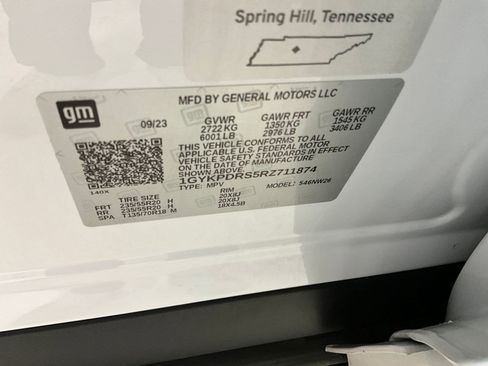 Spring Hill, Tennessee
gm
MFD BY GENERAL MOTORS LLC
09/23 GVWR GAWR FRT GAWR RR
2722 KG 1350 KG 1545 KG
6001 LB 2976 LB 3406 LB
THIS VEHICLE CONFORMS TO ALL
APPLICABLE U.S. FEDERAL MOTOR
VEHICLE SAFETY STANDARDS IN EFFECT
ON THE DATE OF MANUFACTURE
1GYKPDRS5RZ711874
TYPE: MPV MODEL: 546NW26
140X
TIRE SIZE RIM
FRT 235/55R20 H 20X8J
RR 235/55R20 H 20X8J
SP T135/70R18 M 18X4.5B